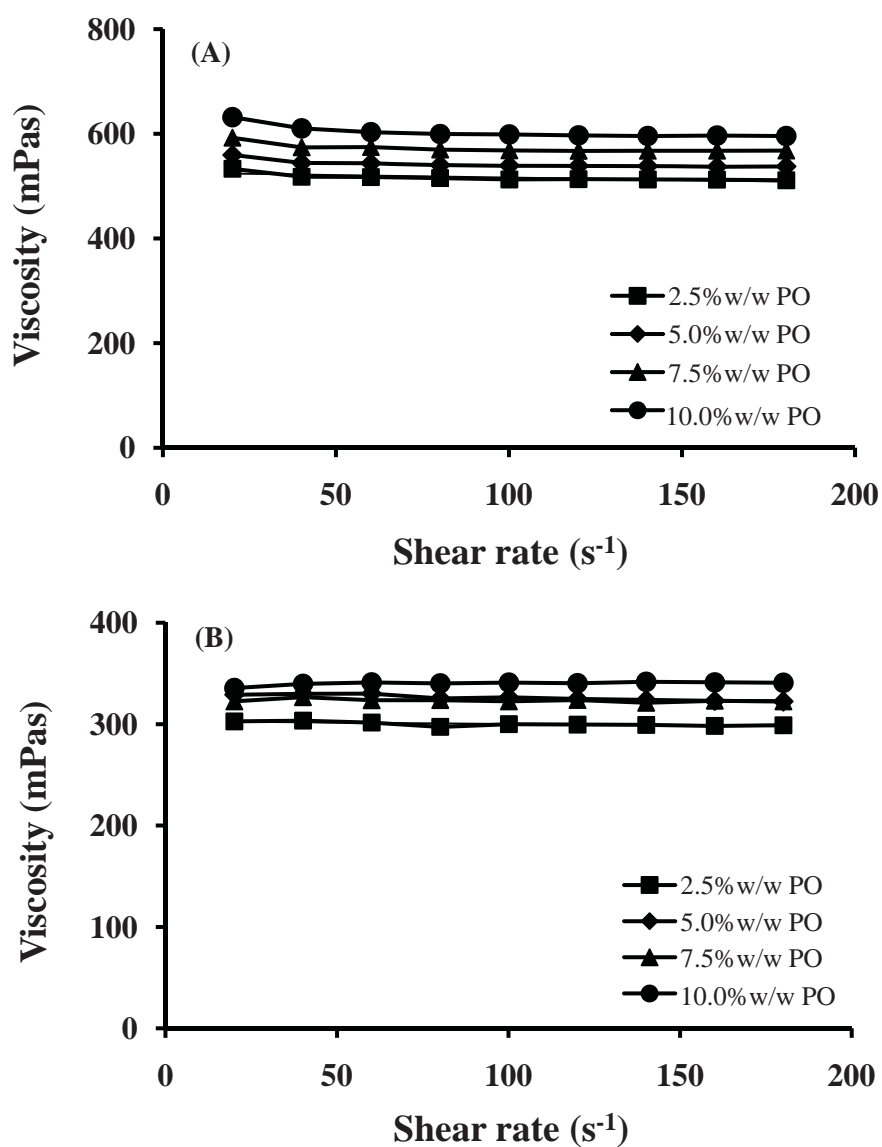 800
(A)
600
400
200
0
Viscosity (mPas)
2.5%w/w PO
5.0%w/w PO
7.5%w/w PO
10.0%w/w PO
0 50 100 150 200
Shear rate (s-1)
400
(B)
300
200
100
0
Viscosity (mPas)
2.5%w/w PO
5.0%w/w PO
7.5%w/w PO
10.0%w/w PO
0 50 100 150 200
Shear rate (s-1)